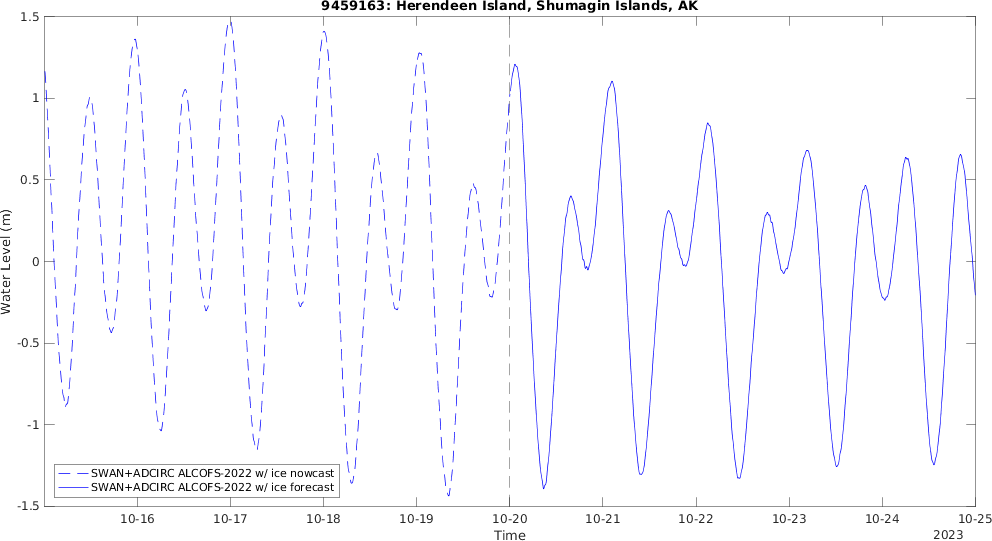 9459163: Herendeen Island, Shumagin Islands, AK
Water Level (m)
1.5
1
0.5
0
-0.5
-1
-1.5
SWAN+ADCIRC ALCOFS-2022 w/ ice nowcast
SWAN+ADCIRC ALCOFS-2022 w/ ice forecast
10-16 10-17 10-18 10-19 10-20 10-21 10-22 10-23 10-24 10-25
Time
2023